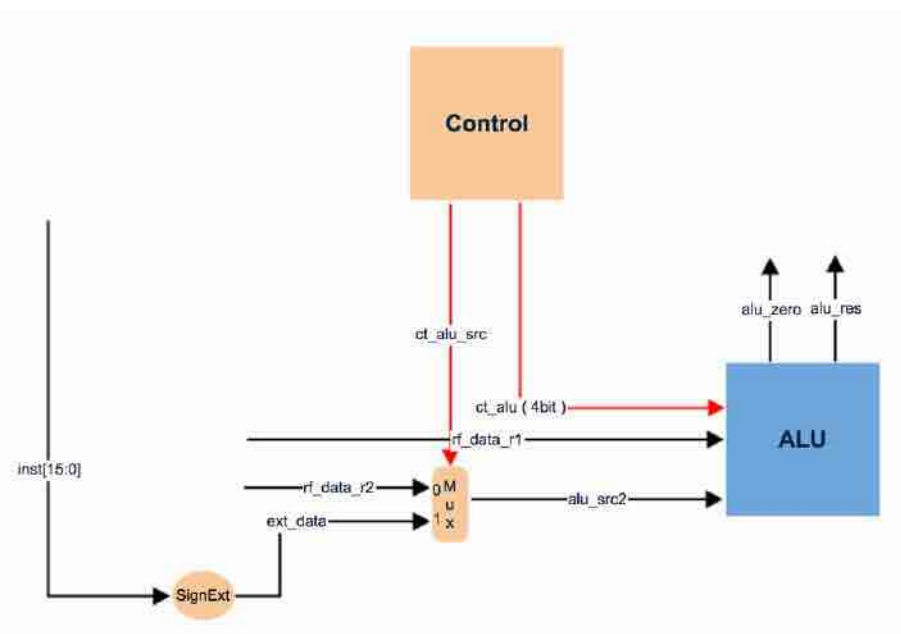 Control
ct_alu_src
alu_zero
alu_res
ct_alu ( 4bit )
rf_data_r1
ALU
inst[15:0]
rf_data_r2
0
M
u
x
1
alu_src2
ext_data
SignExt